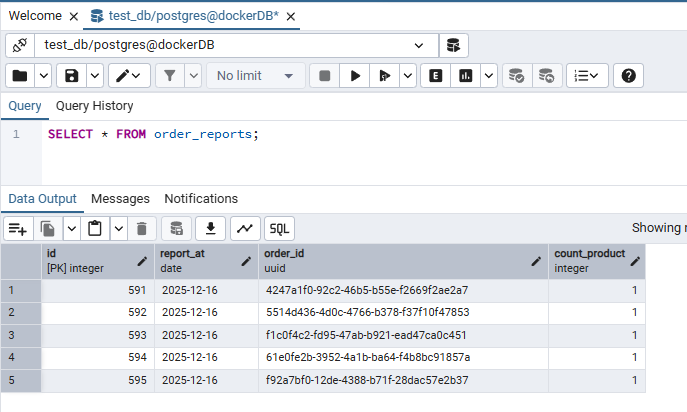 Welcome test_db/postgres@dockerDB*
test_db/postgres@dockerDB
No limit
Query Query History
1 SELECT * FROM order_reports;
Data Output Messages Notifications
SQL Showing r
id report_at order_id count_product
[PK] integer date uuid integer
1 591 2025-12-16 4247a1f0-92c2-46b5-b55e-f2669f2ae2a7 1
2 592 2025-12-16 5514d436-4d0c-4766-b378-f37f10f47853 1
3 593 2025-12-16 f1c0f4c2-fd95-47ab-b921-ead47ca0c451 1
4 594 2025-12-16 61e0fe2b-3952-4a1b-ba64-f4b8bc91857a 1
5 595 2025-12-16 f92a7bf0-12de-4388-b71f-28dac57e2b37 1